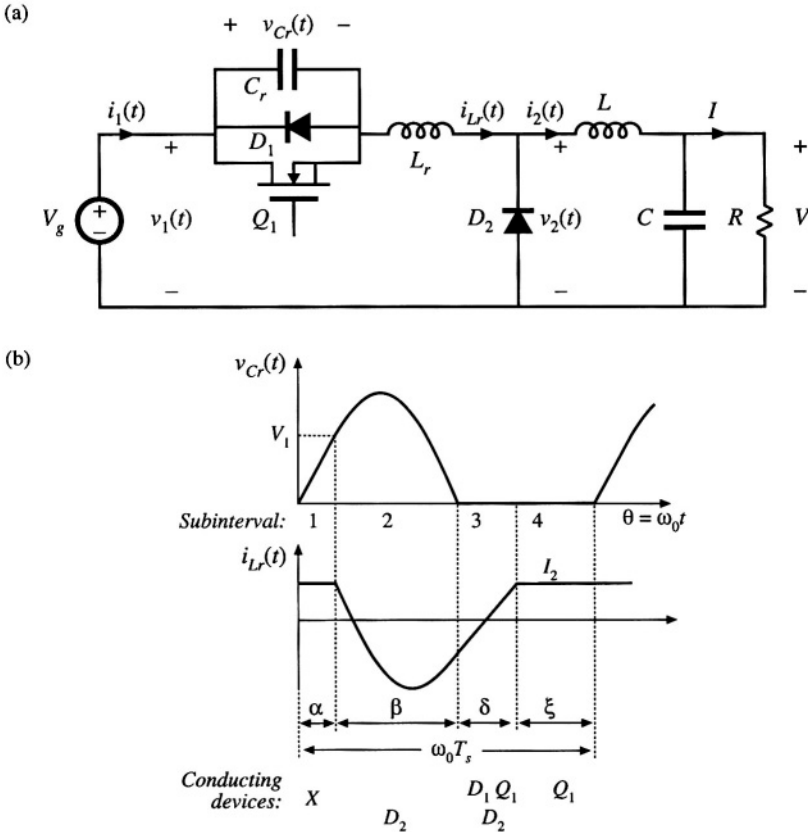 (a)
+ v_Cr(t) −
C_r
i_1(t) D_1 L_r i_Lr(t) i_2(t) L I
+ + +
V_g + − v_1(t) Q_1 D_2 v_2(t) C R V
− − −
(b)
v_Cr(t)
V_1
Subinterval: 1 2 3 4 θ = ω_0t
i_Lr(t)
I_2
α β δ ξ
ω_0T_s
Conducting D_1 Q_1 Q_1
devices: X D_2 D_2